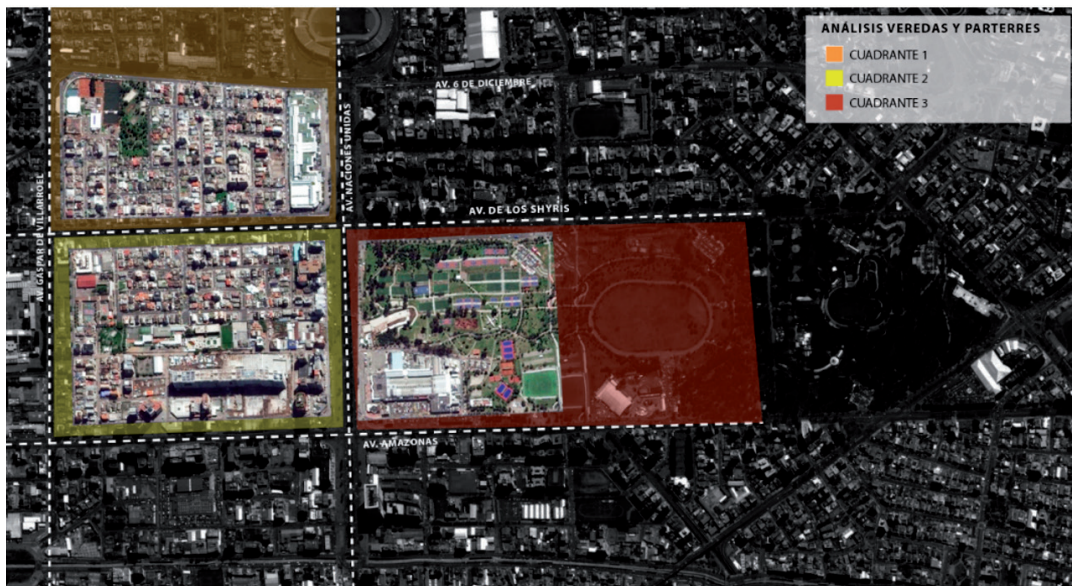 ANÁLISIS VEREDAS Y PARTERRES
CUADRANTE 1
CUADRANTE 2
CUADRANTE 3
AV. 6 DE DICIEMBRE
AV. NACIONES UNIDAS
AV. GASPAR DE VILLARROEL
AV. DE LOS SHYRIS
AV. AMAZONAS